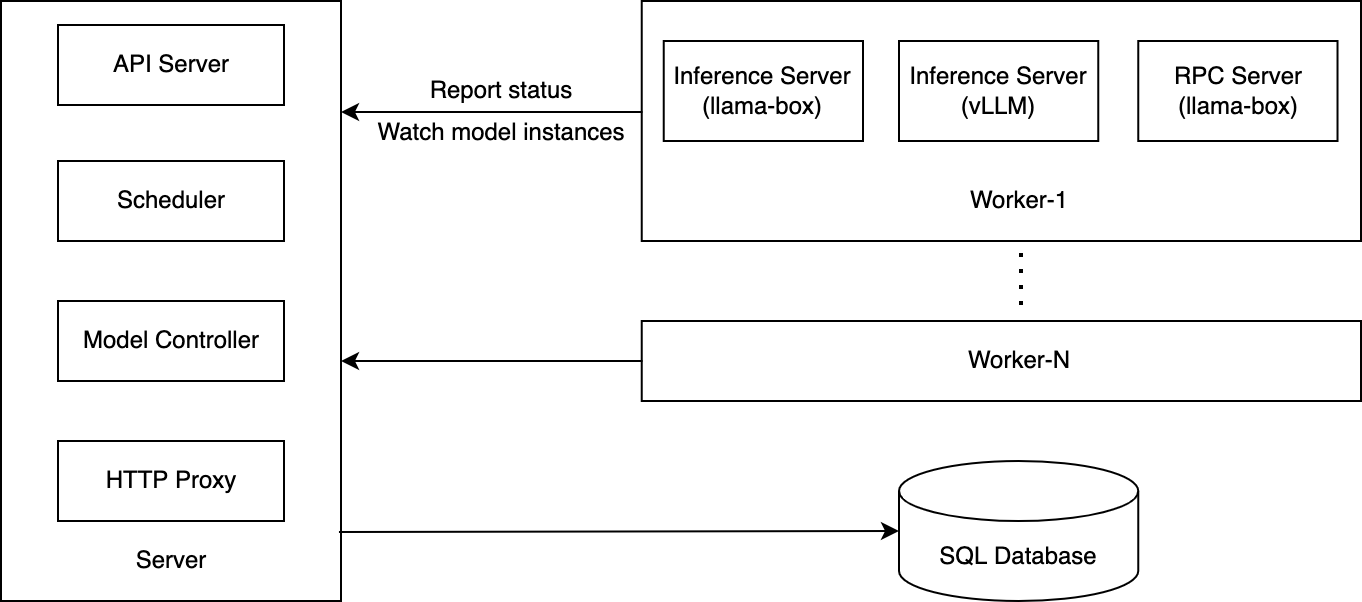 API Server
Scheduler
Model Controller
HTTP Proxy
Server
Report status
Watch model instances
Inference Server
(llama-box)
Inference Server
(vLLM)
RPC Server
(llama-box)
Worker-1
Worker-N
SQL Database